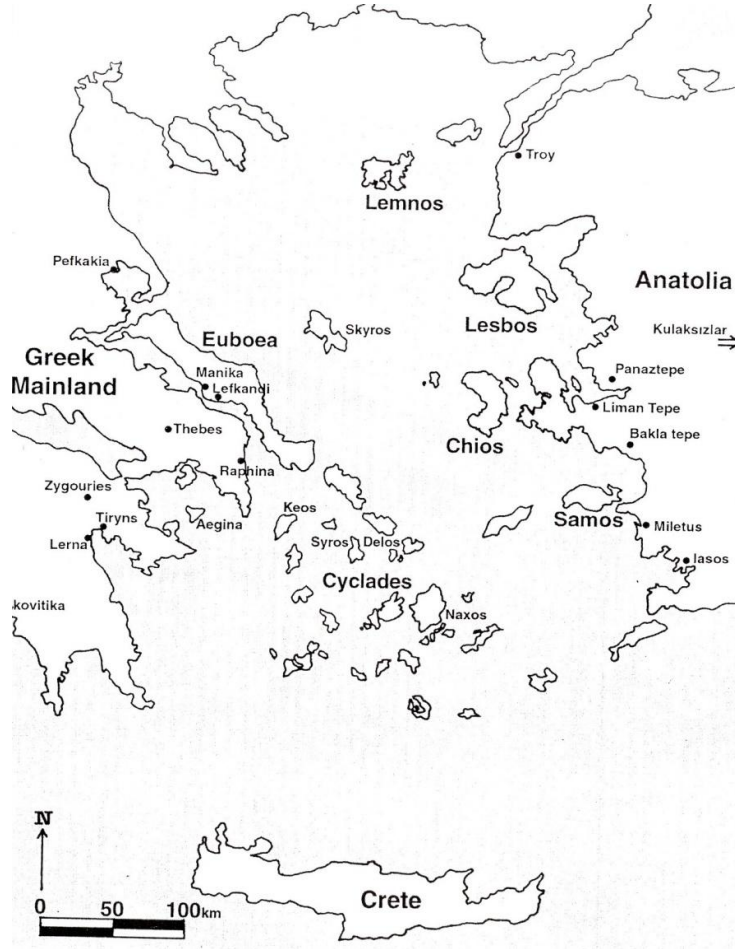 Troy
Lemnos
Pefkakia
Anatolia
Lesbos
Skyros
Euboea
Kulaksızlar
Greek
Mainland
Manika
Lefkandi
Panaztepe
Liman Tepe
Chios
Thebes
Bakla tepe
Raphina
Zygouries
Keos
Aegina
Samos
Tiryns
Miletus
Lerna
Syros
Delos
Iasos
Cyclades
kovitika
Naxos
N
Crete
0 50 100km